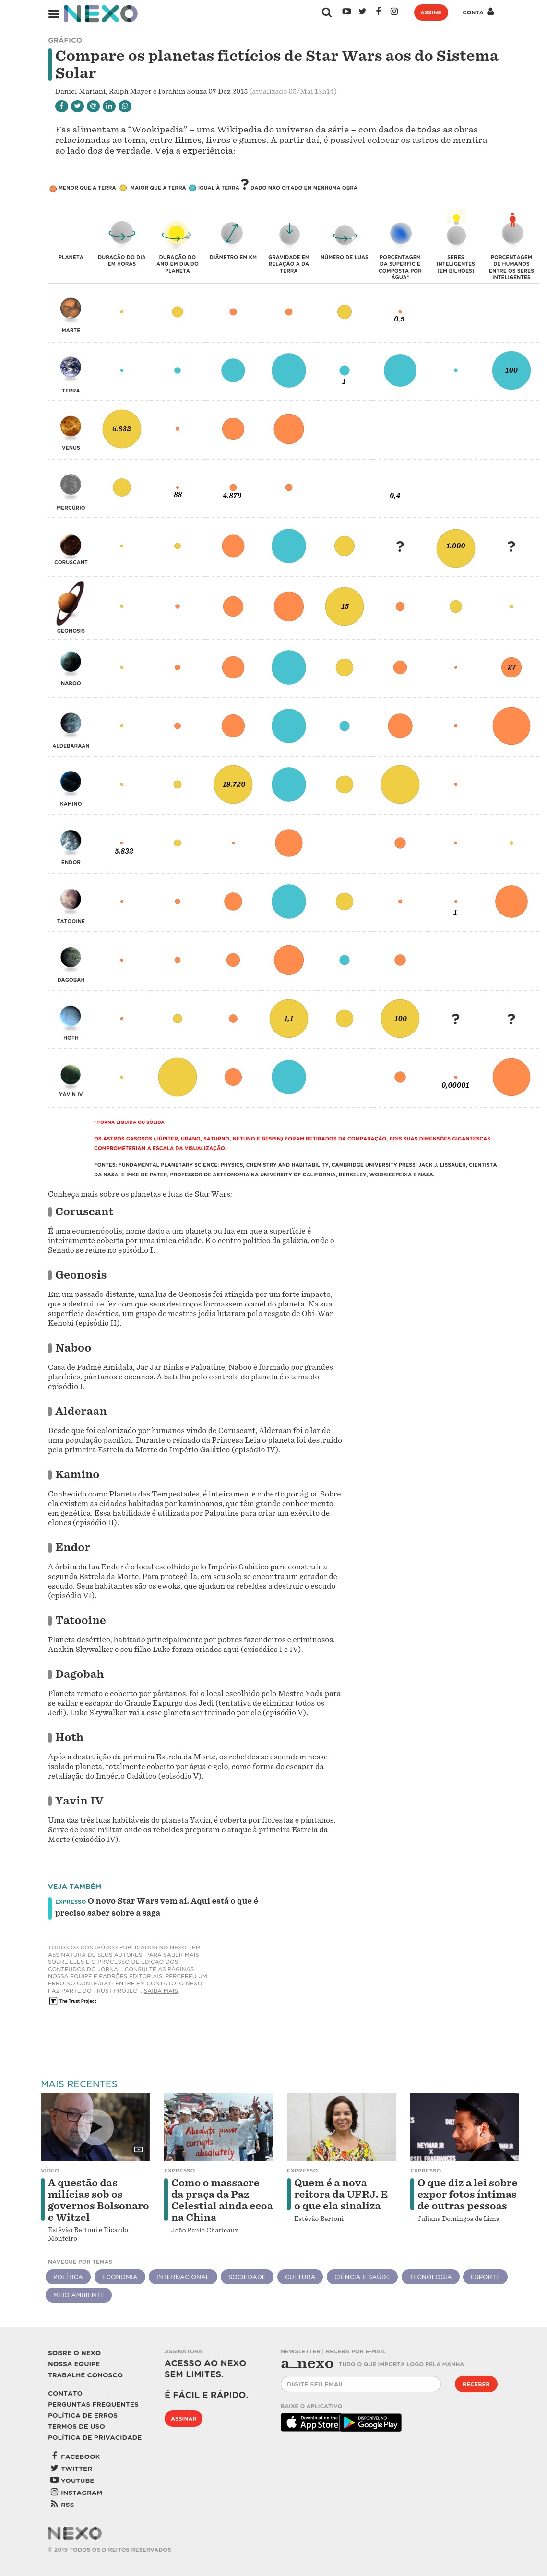 NEXO
ASSINE
CONTA
GRÁFICO
Compare os planetas fictícios de Star Wars aos do Sistema
Solar
Daniel Mariani, Ralph Mayer e Ibrahim Souza 07 Dez 2015 (atualizado 05/Mai 12h14)
Fãs alimentam a “Wookipedia” – uma Wikipedia do universo da série – com dados de todas as obras
relacionadas ao tema, entre filmes, livros e games. A partir daí, é possível colocar os astros de mentira
ao lado dos de verdade. Veja a experiência:
MENOR QUE A TERRA MAIOR QUE A TERRA IGUAL À TERRA ? DADO NÃO CITADO EM NENHUMA OBRA
PLANETA
DURAÇÃO DO DIA
EM HORAS
DURAÇÃO DO
ANO EM DIA DO
PLANETA
DIÂMETRO EM KM
GRAVIDADE EM
RELAÇÃO A DA
TERRA
NÚMERO DE LUAS
PORCENTAGEM
DA SUPERFÍCIE
COMPOSTA POR
ÁGUA*
SERES
INTELIGENTES
(EM BILHÕES)
PORCENTAGEM
DE HUMANOS
ENTRE OS SERES
INTELIGENTES
0,5
MARTE
100
1
TERRA
5.832
VÊNUS
88
4.879
0,4
MERCÚRIO
?
1.000
?
CORUSCANT
15
GEONOSIS
27
NABOO
ALDEBARAAN
19.720
KAMINO
5.832
ENDOR
1
TATOOINE
DAGOBAH
1,1
100
?
?
HOTH
0,00001
YAVIN IV
* FORMA LÍQUIDA OU SÓLIDA
OS ASTROS GASOSOS (JÚPITER, URANO, SATURNO, NETUNO E BESPIN) FORAM RETIRADOS DA COMPARAÇÃO, POIS SUAS DIMENSÕES GIGANTESCAS
COMPROMETERIAM A ESCALA DA VISUALIZAÇÃO.
FONTES: FUNDAMENTAL PLANETARY SCIENCE: PHYSICS, CHEMISTRY AND HABITABILITY, CAMBRIDGE UNIVERSITY PRESS, JACK J. LISSAUER, CIENTISTA
DA NASA, E IMKE DE PATER, PROFESSOR DE ASTRONOMIA NA UNIVERSITY OF CALIFORNIA, BERKELEY, WOOKIEEPEDIA E NASA.
Conheça mais sobre os planetas e luas de Star Wars:
Coruscant
É uma ecumenópolis, nome dado a um planeta ou lua em que a superfície é
inteiramente coberta por uma única cidade. É o centro político da galáxia, onde o
Senado se reúne no episódio I.
Geonosis
Em um passado distante, uma lua de Geonosis foi atingida por um forte impacto,
que a destruiu e fez com que seus destroços formassem o anel do planeta. Na sua
superfície desértica, um grupo de mestres jedis lutaram pelo resgate de Obi-Wan
Kenobi (episódio II).
Naboo
Casa de Padmé Amidala, Jar Jar Binks e Palpatine, Naboo é formado por grandes
planícies, pântanos e oceanos. A batalha pelo controle do planeta é o tema do
episódio I.
Alderaan
Desde que foi colonizado por humanos vindo de Coruscant, Alderaan foi o lar de
uma população pacífica. Durante o reinado da Princesa Leia o planeta foi destruído
pela primeira Estrela da Morte do Império Galático (episódio IV).
Kamino
Conhecido como Planeta das Tempestades, é inteiramente coberto por água. Sobre
ela existem as cidades habitadas por kaminoanos, que têm grande conhecimento
em genética. Essa habilidade é utilizada por Palpatine para criar um exército de
clones (episódio II).
Endor
A órbita da lua Endor é o local escolhido pelo Império Galático para construir a
segunda Estrela da Morte. Para protegê-la, em seu solo se encontra um gerador de
escudo. Seus habitantes são os ewoks, que ajudam os rebeldes a destruir o escudo
(episódio VI).
Tatooine
Planeta desértico, habitado principalmente por pobres fazendeiros e criminosos.
Anakin Skywalker e seu filho Luke foram criados aqui (episódios I e IV).
Dagobah
Planeta remoto e coberto por pântanos, foi o local escolhido pelo Mestre Yoda para
se exilar e escapar do Grande Expurgo dos Jedi (tentativa de eliminar todos os
Jedi). Luke Skywalker vai a esse planeta ser treinado por ele (episódio V).
Hoth
Após a destruição da primeira Estrela da Morte, os rebeldes se escondem nesse
isolado planeta, totalmente coberto por água e gelo, como forma de escapar da
retaliação do Império Galático (episódio V).
Yavin IV
Uma das três luas habitáveis do planeta Yavin, é coberta por florestas e pântanos.
Serve de base militar onde os rebeldes preparam o ataque à primeira Estrela da
Morte (episódio IV).
VEJA TAMBÉM
EXPRESSO O novo Star Wars vem aí. Aqui está o que é
preciso saber sobre a saga
TODOS OS CONTEÚDOS PUBLICADOS NO NEXO TÊM
ASSINATURA DE SEUS AUTORES. PARA SABER MAIS
SOBRE ELES E O PROCESSO DE EDIÇÃO DOS
CONTEÚDOS DO JORNAL, CONSULTE AS PÁGINAS
NOSSA EQUIPE E PADRÕES EDITORIAIS. PERCEBEU UM
ERRO NO CONTEÚDO? ENTRE EM CONTATO. O NEXO
FAZ PARTE DO TRUST PROJECT. SAIBA MAIS.
The Trust Project
MAIS RECENTES
Absolute power
corrupts
absolutely
NEYMAR JR
FRAGRANCES
VÍDEO
A questão das
milícias sob os
governos Bolsonaro
e Witzel
Estêvão Bertoni e Ricardo
Monteiro
EXPRESSO
Como o massacre
da praça da Paz
Celestial ainda ecoa
na China
João Paulo Charleaux
EXPRESSO
Quem é a nova
reitora da UFRJ. E
o que ela sinaliza
Estêvão Bertoni
EXPRESSO
O que diz a lei sobre
expor fotos íntimas
de outras pessoas
Juliana Domingos de Lima
NAVEGUE POR TEMAS
POLÍTICA ECONOMIA INTERNACIONAL SOCIEDADE CULTURA CIÊNCIA E SAÚDE TECNOLOGIA ESPORTE
MEIO AMBIENTE
SOBRE O NEXO
NOSSA EQUIPE
TRABALHE CONOSCO
CONTATO
PERGUNTAS FREQUENTES
POLÍTICA DE ERROS
TERMOS DE USO
POLÍTICA DE PRIVACIDADE
FACEBOOK
TWITTER
YOUTUBE
INSTAGRAM
RSS
ASSINATURA
ACESSO AO NEXO
SEM LIMITES.
É FÁCIL E RÁPIDO.
ASSINAR
NEWSLETTER | RECEBA POR E-MAIL
a_nexo TUDO O QUE IMPORTA LOGO PELA MANHÃ
DIGITE SEU EMAIL
RECEBER
BAIXE O APLICATIVO
Download on the
App Store
DISPONÍVEL NO
Google Play
NEXO
© 2019 TODOS OS DIREITOS RESERVADOS